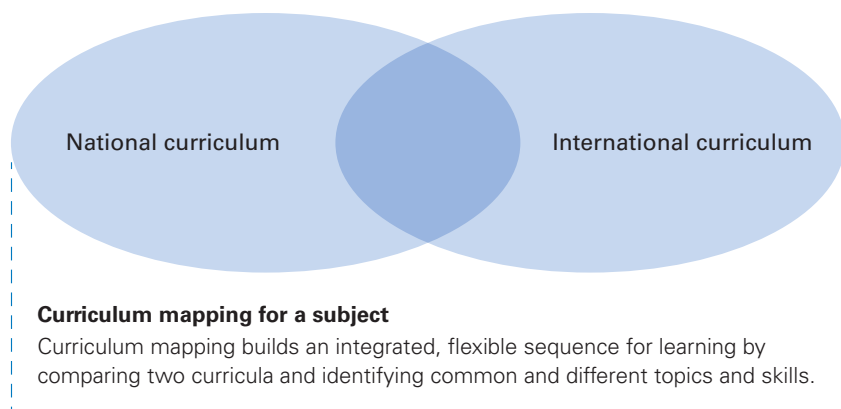 National curriculum
International curriculum
Curriculum mapping for a subject
Curriculum mapping builds an integrated, flexible sequence for learning by
comparing two curricula and identifying common and different topics and skills.